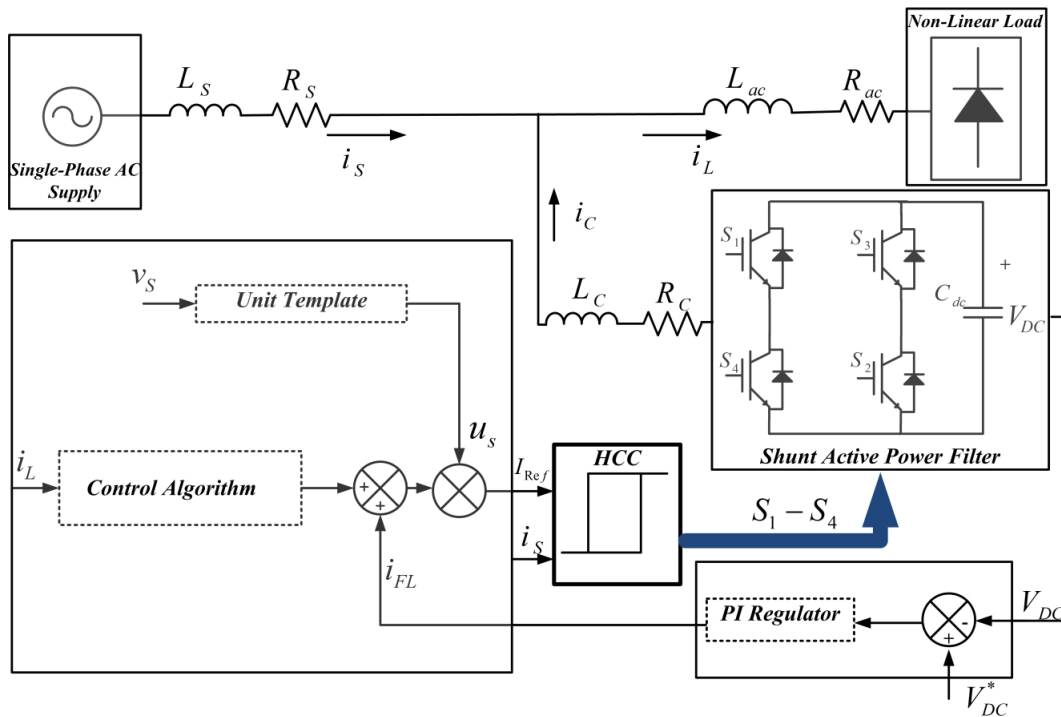 Non-Linear Load
L_S
R_S
L_ac
R_ac
Single-Phase AC
Supply
i_S
i_L
i_C
S_1
S_3
+
C_dc
V_DC
L_C
R_C
S_4
S_2
Shunt Active Power Filter
v_S
Unit Template
u_s
i_L
Control Algorithm
+
+
I_Ref
HCC
i_S
S_1 – S_4
i_FL
PI Regulator
-
+
V_DC
V_DC^*